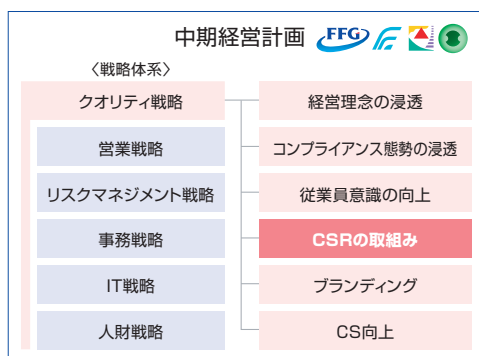 中期経営計画 FFG
〈戦略体系〉
クオリティ戦略
営業戦略
リスクマネジメント戦略
事務戦略
IT戦略
人財戦略
経営理念の浸透
コンプライアンス態勢の浸透
従業員意識の向上
CSRの取組み
ブランディング
CS向上